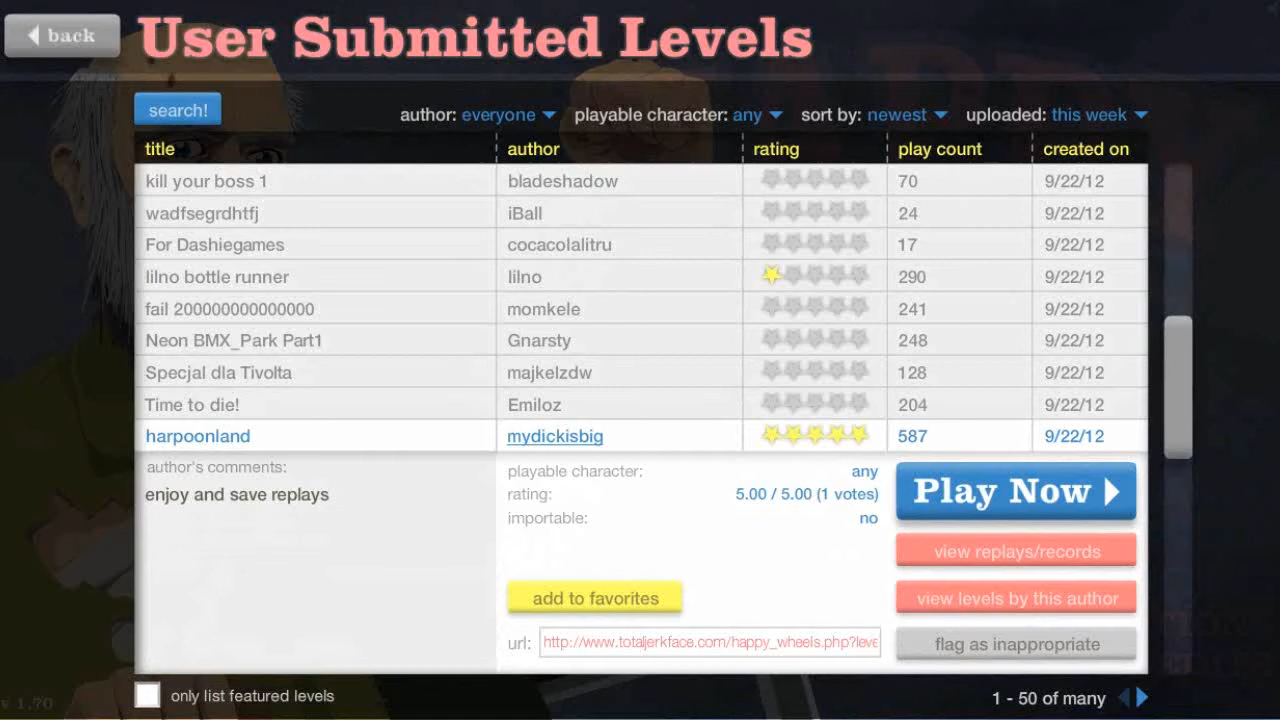 back
User Submitted Levels
search!
author: everyone playable character: any sort by: newest uploaded: this week
title author rating play count created on
kill your boss 1 bladeshadow 70 9/22/12
wadfsegrdhtfj iBall 24 9/22/12
For Dashiegames cocacolalitru 17 9/22/12
lilno bottle runner lilno 290 9/22/12
fail 200000000000000 momkele 241 9/22/12
Neon BMX_Park Part1 Gnarsty 248 9/22/12
Specjal dla Tivolta majkelzdw 128 9/22/12
Time to die! Emiloz 204 9/22/12
harpoonland mydickisbig 587 9/22/12
author's comments:
enjoy and save replays
playable character: any
rating: 5.00 / 5.00 (1 votes)
importable: no
add to favorites
url: http://www.totaljerkface.com/happy_wheels.php?leve
Play Now
view replays/records
view levels by this author
flag as inappropriate
only list featured levels
1 - 50 of many
v 1.70